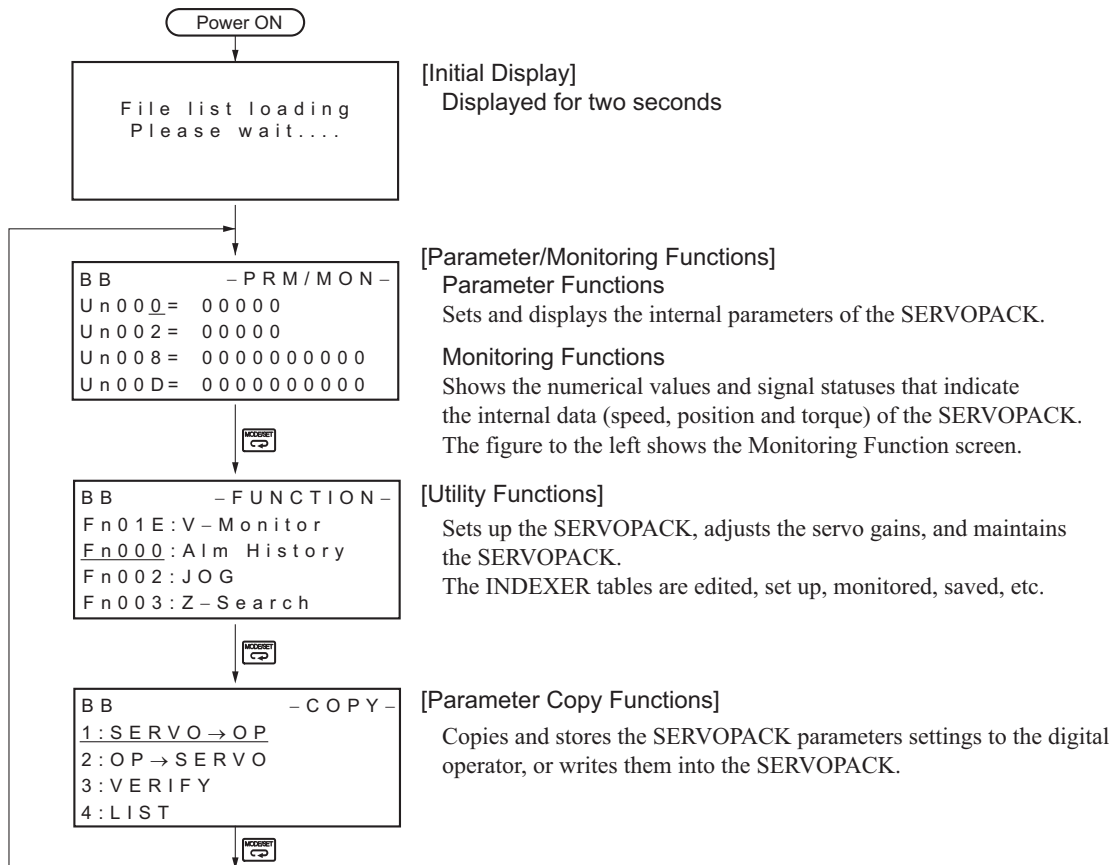 Power ON
File list loading
Please wait....
[Initial Display]
Displayed for two seconds
BB −PRM/MON−
Un000= 00000
Un002= 00000
Un008= 0000000000
Un00D= 0000000000
[Parameter/Monitoring Functions]
Parameter Functions
Sets and displays the internal parameters of the SERVOPACK.
Monitoring Functions
Shows the numerical values and signal statuses that indicate
the internal data (speed, position and torque) of the SERVOPACK.
The figure to the left shows the Monitoring Function screen.
MODE/SET
BB −FUNCTION−
Fn01E:V−Monitor
Fn000:Alm History
Fn002:JOG
Fn003:Z−Search
[Utility Functions]
Sets up the SERVOPACK, adjusts the servo gains, and maintains
the SERVOPACK.
The INDEXER tables are edited, set up, monitored, saved, etc.
MODE/SET
BB −COPY−
1:SERVO→OP
2:OP→SERVO
3:VERIFY
4:LIST
[Parameter Copy Functions]
Copies and stores the SERVOPACK parameters settings to the digital
operator, or writes them into the SERVOPACK.
MODE/SET